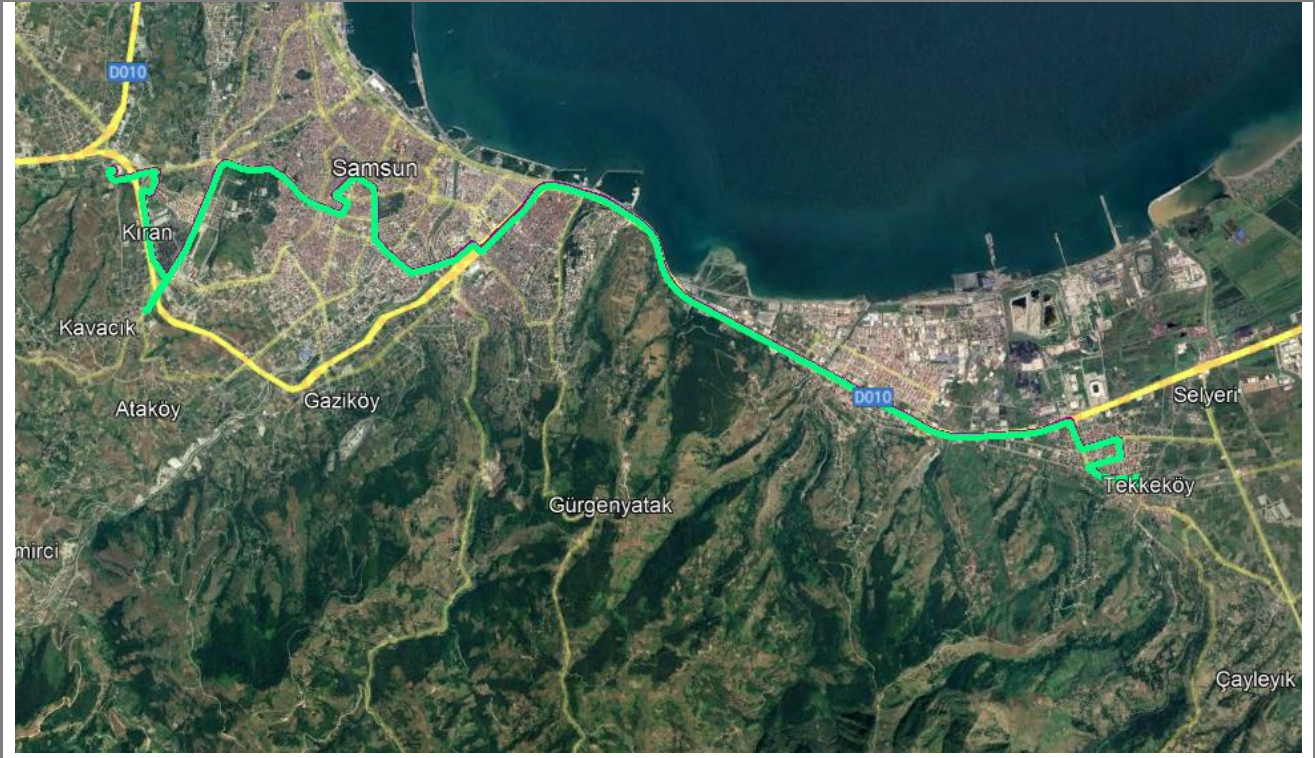 D010
Samsun
Kıran
Kavacık
Ataköy
Gaziköy
D010
Selyeri
Tekkeköy
Gürgenyatak
mirci
Çayleyik